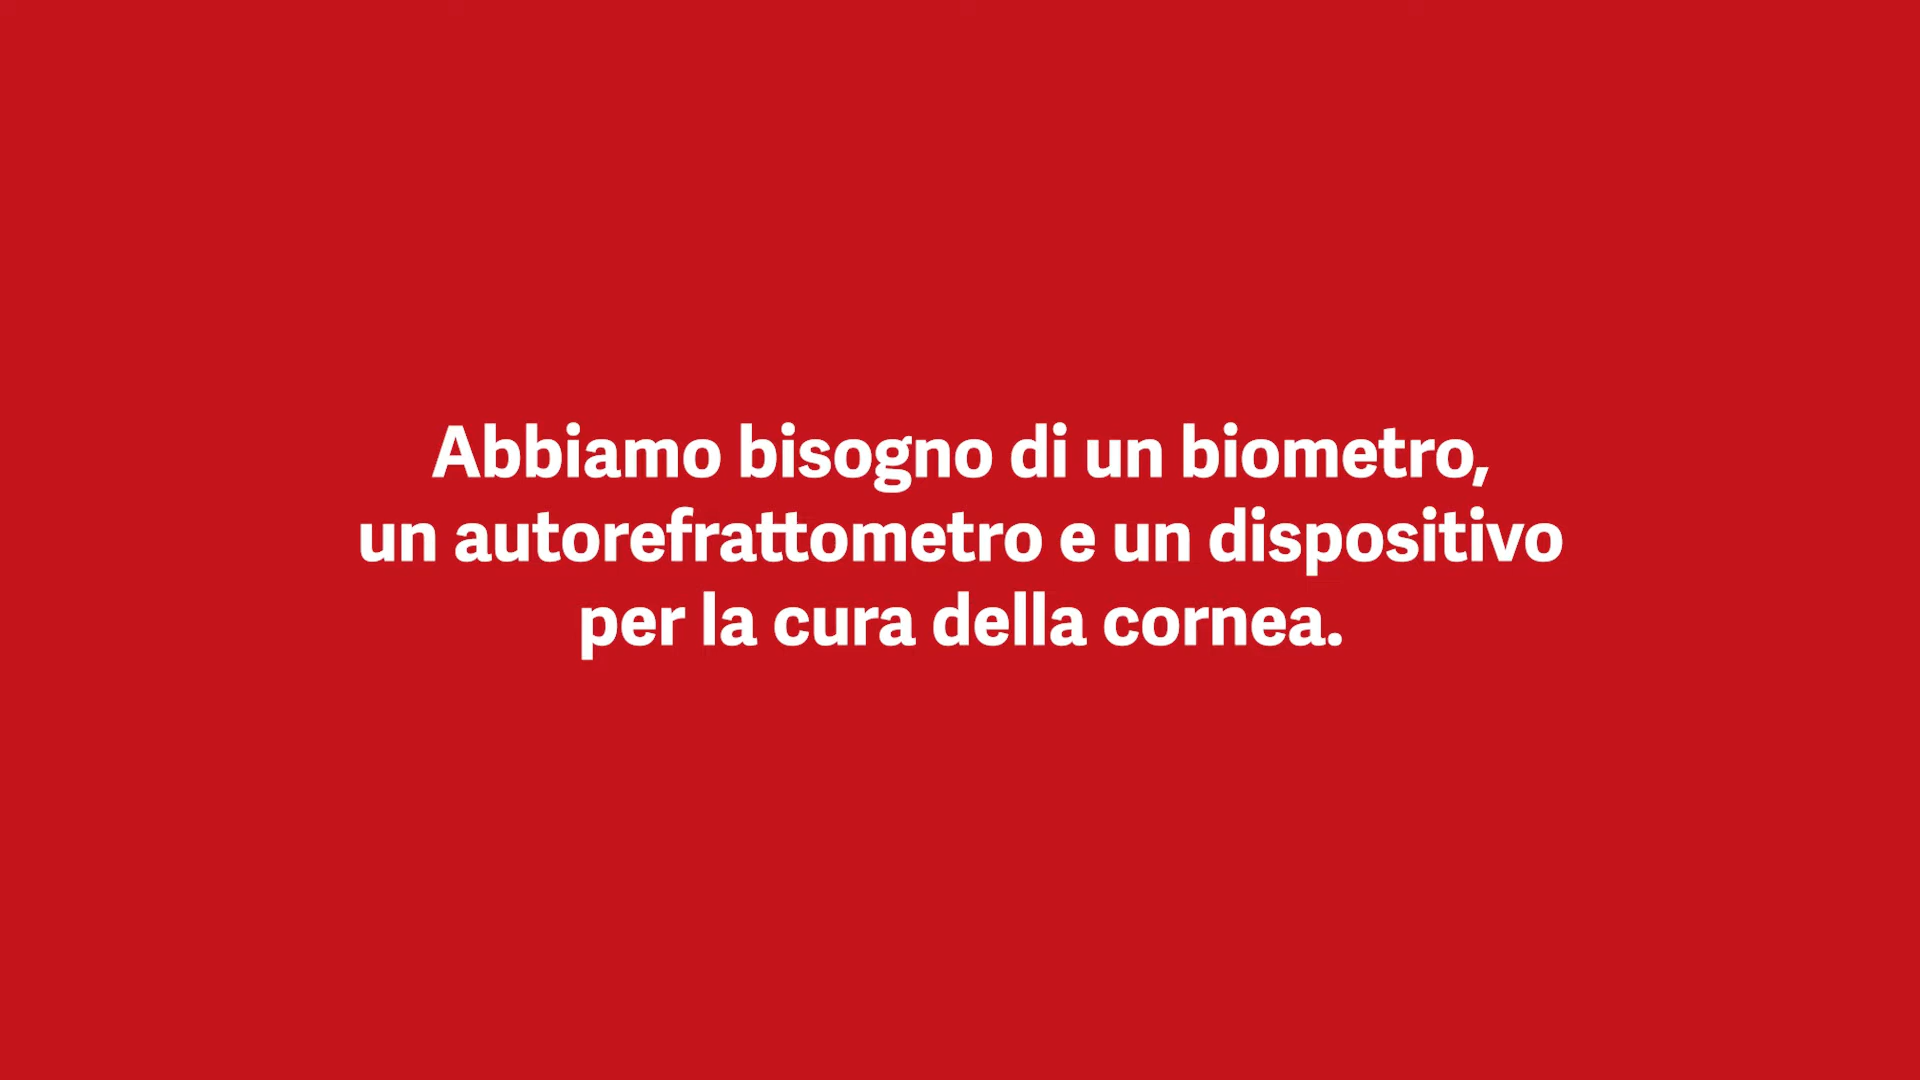 Abbiamo bisogno di un biometro,
un autorefrattometro e un dispositivo
per la cura della cornea.